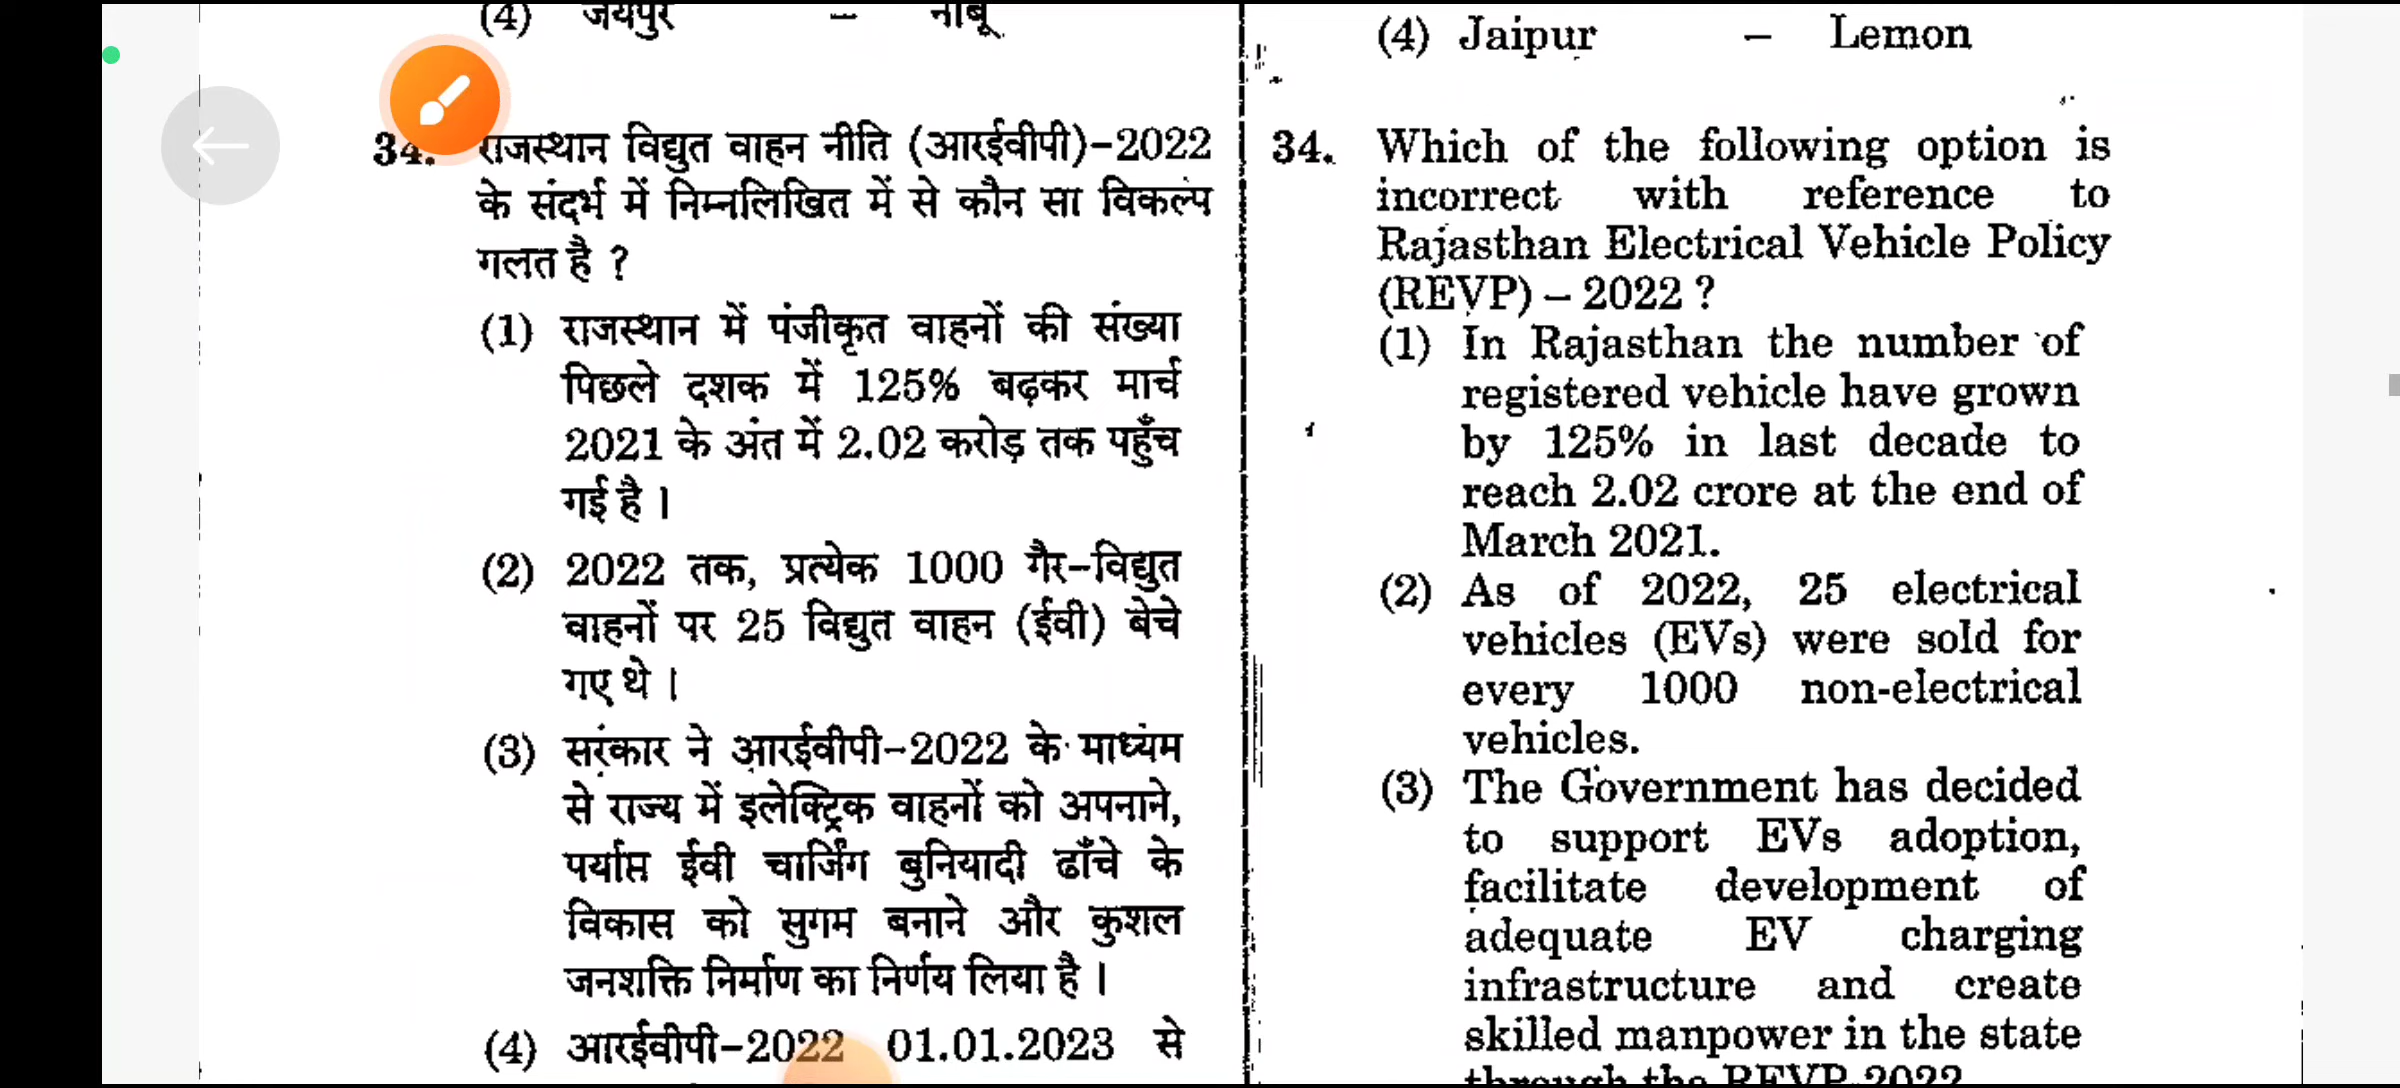 (4) जयपुर – नींबू
34. राजस्थान विद्युत वाहन नीति (आरईवीपी)-2022
के संदर्भ में निम्नलिखित में से कौन सा विकल्प
गलत है ?
(1) राजस्थान में पंजीकृत वाहनों की संख्या
पिछले दशक में 125% बढ़कर मार्च
2021 के अंत में 2.02 करोड़ तक पहुँच
गई है ।
(2) 2022 तक, प्रत्येक 1000 गैर-विद्युत
वाहनों पर 25 विद्युत वाहन (ईवी) बेचे
गए थे ।
(3) सरकार ने आरईवीपी-2022 के माध्यम
से राज्य में इलेक्ट्रिक वाहनों को अपनाने,
पर्याप्त ईवी चार्जिंग बुनियादी ढाँचे के
विकास को सुगम बनाने और कुशल
जनशक्ति निर्माण का निर्णय लिया है ।
(4) आरईवीपी-2022 01.01.2023 से
(4) Jaipur – Lemon
34. Which of the following option is
incorrect with reference to
Rajasthan Electrical Vehicle Policy
(REVP) – 2022 ?
(1) In Rajasthan the number of
registered vehicle have grown
by 125% in last decade to
reach 2.02 crore at the end of
March 2021.
(2) As of 2022, 25 electrical
vehicles (EVs) were sold for
every 1000 non-electrical
vehicles.
(3) The Government has decided
to support EVs adoption,
facilitate development of
adequate EV charging
infrastructure and create
skilled manpower in the state
through the REVP 2022